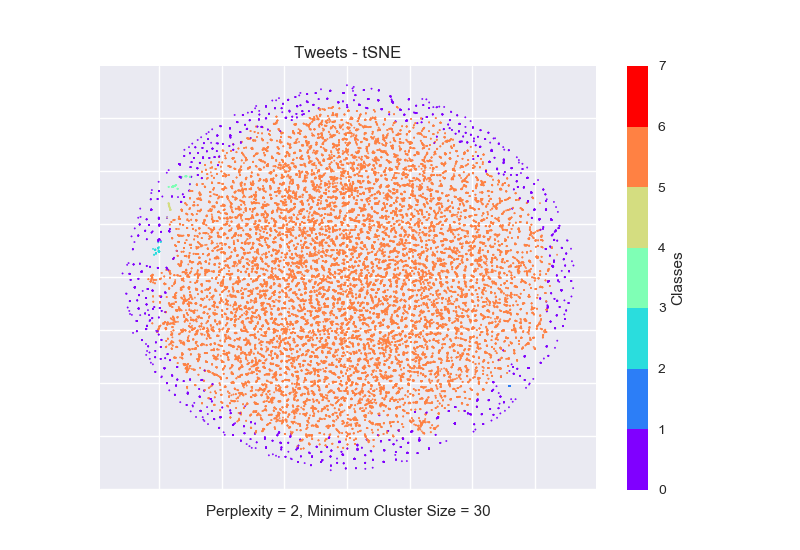 Tweets - tSNE
7
6
5
4
3
2
1
0
Classes
Perplexity = 2, Minimum Cluster Size = 30